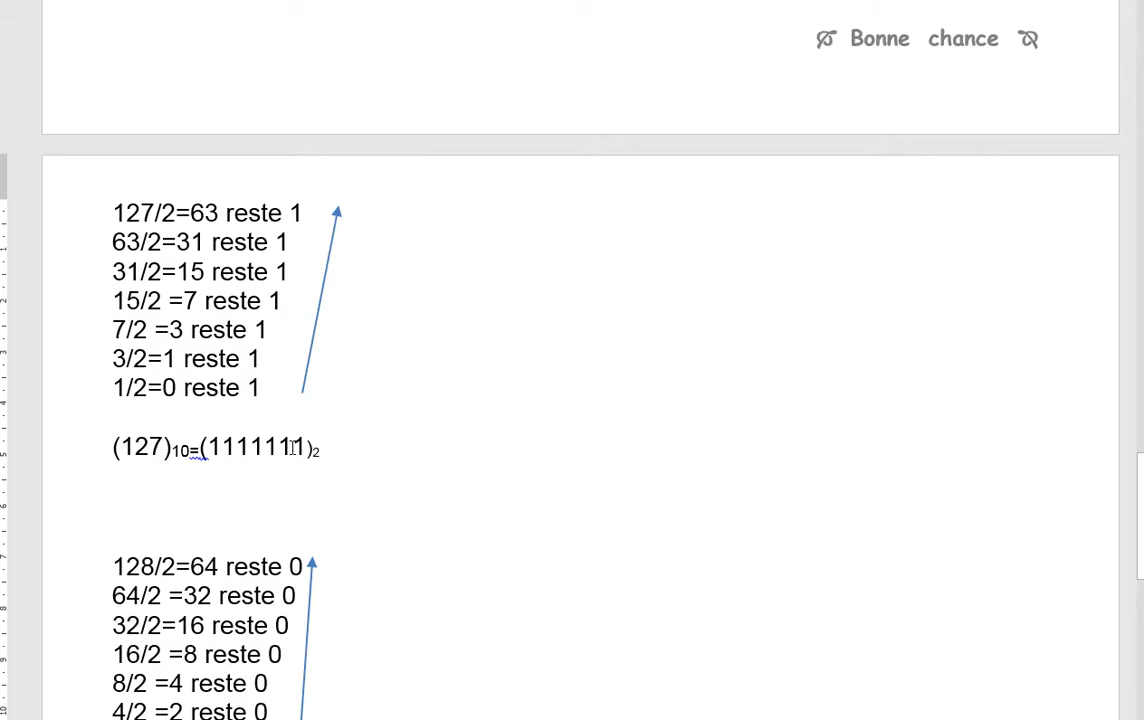 Bonne chance
127/2=63 reste 1
63/2=31 reste 1
31/2=15 reste 1
15/2 =7 reste 1
7/2 =3 reste 1
3/2=1 reste 1
1/2=0 reste 1
(127)10=(1111111)2
128/2=64 reste 0
64/2 =32 reste 0
32/2=16 reste 0
16/2 =8 reste 0
8/2 =4 reste 0
4/2 =2 reste 0